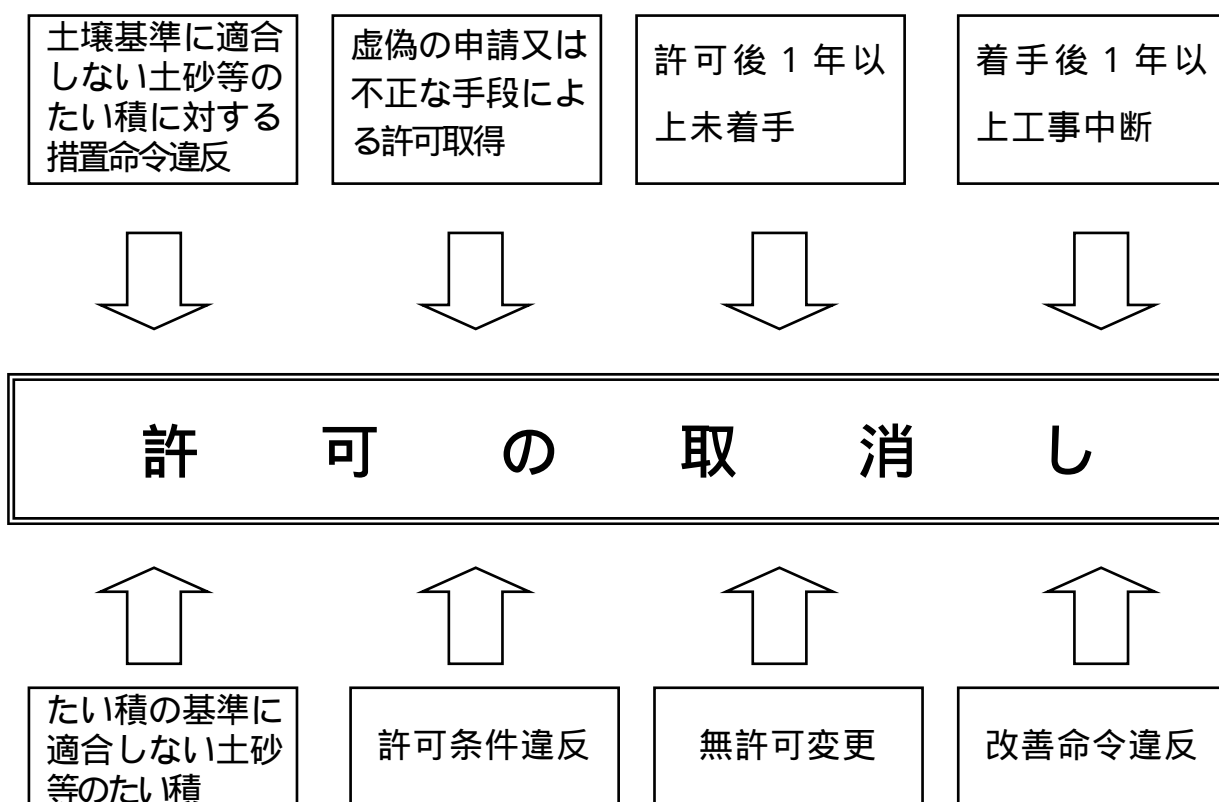 土壌基準に適合
しない土砂等の
たい積に対する
措置命令違反
虚偽の申請又は
不正な手段によ
る許可取得
許可後1年以
上未着手
着手後1年以
上工事中断
許可の取消し
たい積の基準に
適合しない土砂
等のたい積
許可条件違反
無許可変更
改善命令違反